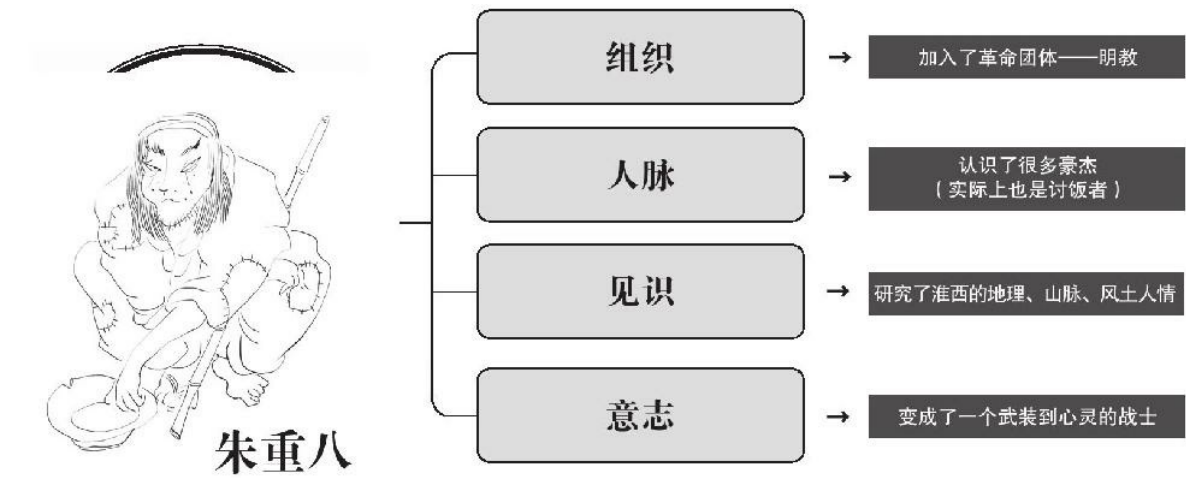 组织
加入了革命团体——明教
人脉
认识了很多豪杰
（实际上也是讨饭者）
见识
研究了淮西的地理、山脉、风土人情
意志
变成了一个武装到心灵的战士
朱重八